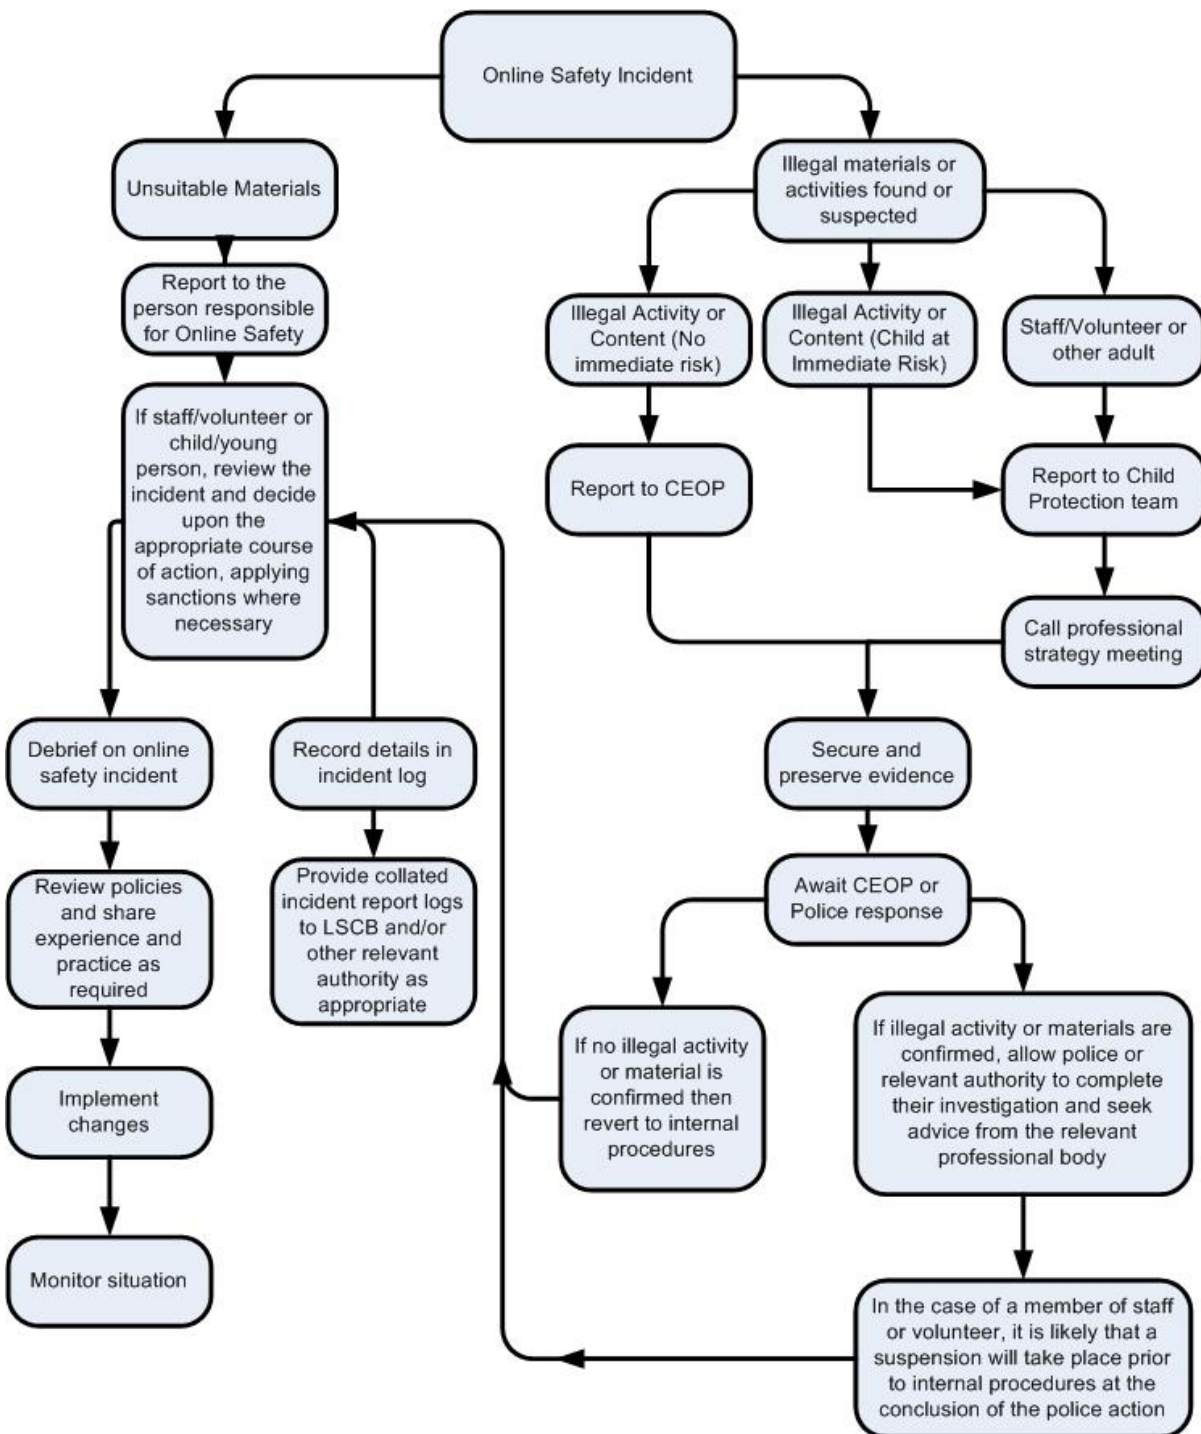 Online Safety Incident
Unsuitable Materials
Report to the
person responsible
for Online Safety
If staff/volunteer or
child/young
person, review the
incident and decide
upon the
appropriate course
of action, applying
sanctions where
necessary
Debrief on online
safety incident
Review policies
and share
experience and
practice as
required
Implement
changes
Monitor situation
Record details in
incident log
Provide collated
incident report logs
to LSCB and/or
other relevant
authority as
appropriate
Illegal materials or
activities found or
suspected
Illegal Activity or
Content (No
immediate risk)
Illegal Activity or
Content (Child at
Immediate Risk)
Staff/Volunteer or
other adult
Report to CEOP
Report to Child
Protection team
Call professional
strategy meeting
Secure and
preserve evidence
Await CEOP or
Police response
If no illegal activity
or material is
confirmed then
revert to internal
procedures
If illegal activity or materials are
confirmed, allow police or
relevant authority to complete
their investigation and seek
advice from the relevant
professional body
In the case of a member of staff
or volunteer, it is likely that a
suspension will take place prior
to internal procedures at the
conclusion of the police action